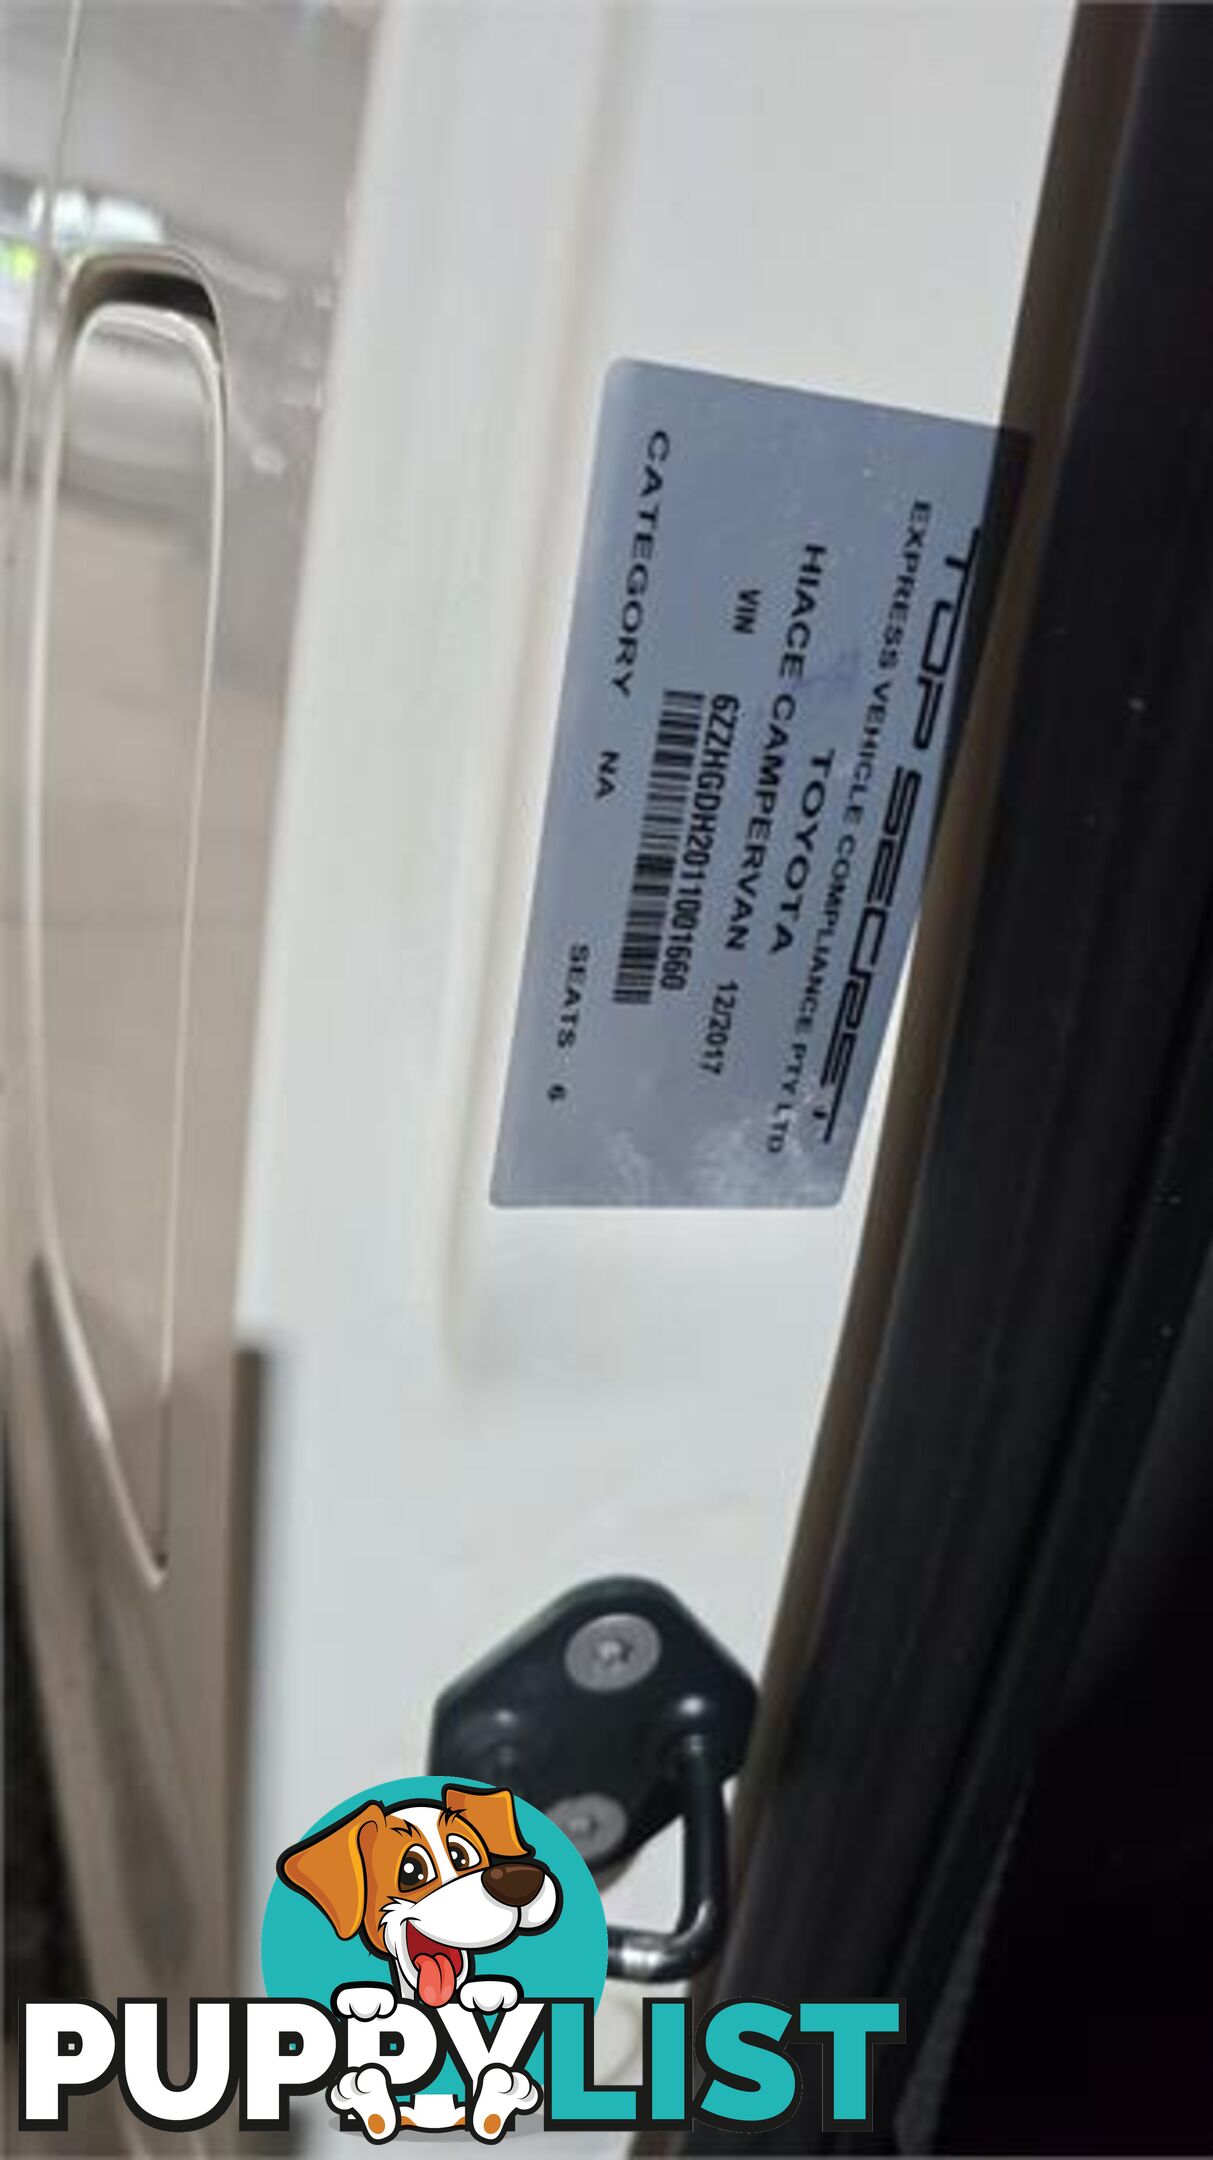 TOP SECRET
EXPRESS VEHICLE COMPLIANCE PTY LTD
TOYOTA
HIACE CAMPERVAN 12/2017
VIN 6ZZHGDH2011001660
CATEGORY NA SEATS 6
PUPPYLIST